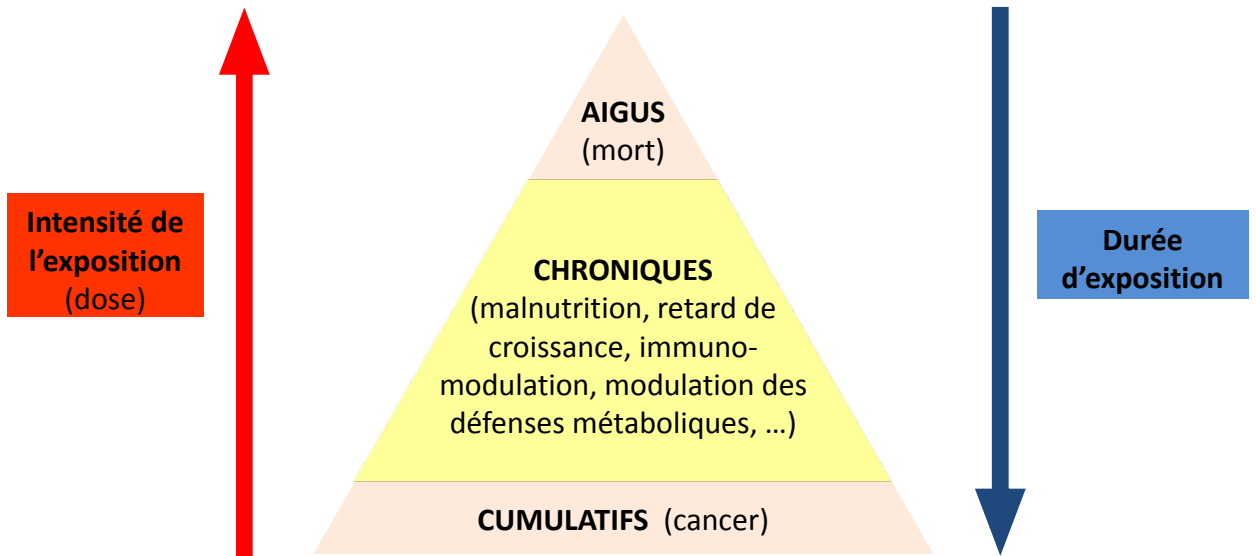 AIGUS
(mort)
Intensité de
l’exposition
(dose)
CHRONIQUES
(malnutrition, retard de
croissance, immuno-
modulation, modulation des
défenses métaboliques, …)
Durée
d’exposition
CUMULATIFS (cancer)